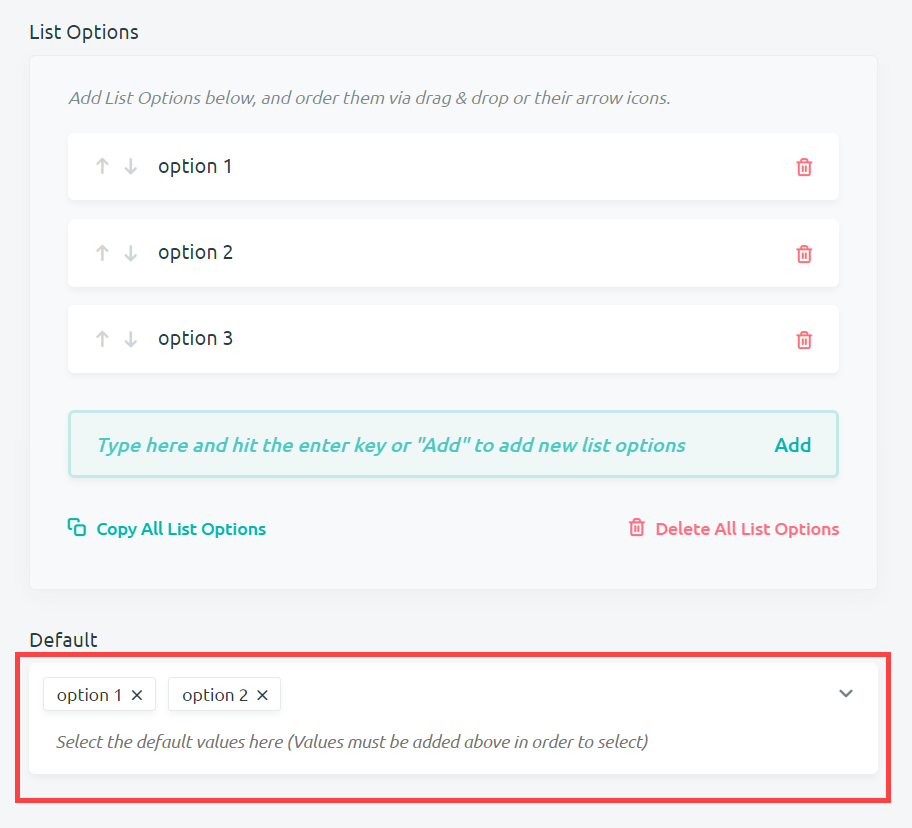 List Options
Add List Options below, and order them via drag & drop or their arrow icons.
option 1
option 2
option 3
Type here and hit the enter key or "Add" to add new list options Add
Copy All List Options Delete All List Options
Default
option 1 × option 2 ×
Select the default values here (Values must be added above in order to select)